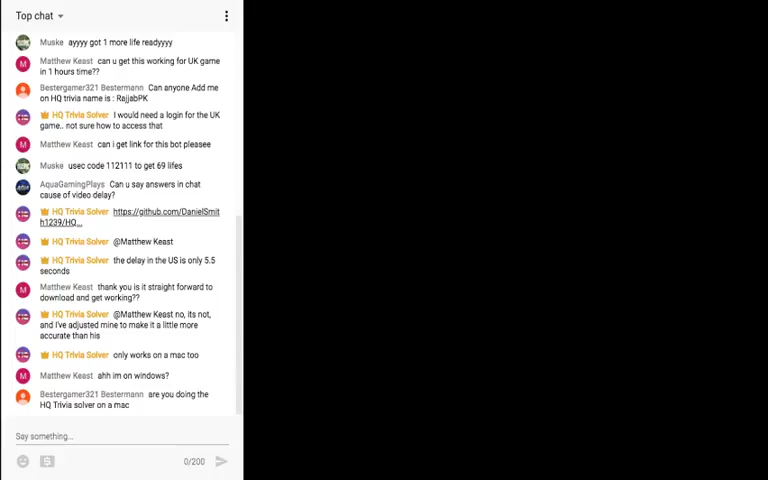 Top chat
Muske ayyyy got 1 more life readyyyy
Matthew Keast can u get this working for UK game
in 1 hours time??
Bestergamer321 Bestermann Can anyone Add me
on HQ trivia name is : RajjabPK
HQ Trivia Solver I would need a login for the UK
game.. not sure how to access that
Matthew Keast can i get link for this bot pleasee
Muske usec code 112111 to get 69 lifes
AquaGamingPlays Can u say answers in chat
cause of video delay?
HQ Trivia Solver https://github.com/DanielSmit
h1239/HQ...
HQ Trivia Solver @Matthew Keast
HQ Trivia Solver the delay in the US is only 5.5
seconds
Matthew Keast thank you is it straight forward to
download and get working??
HQ Trivia Solver @Matthew Keast no, its not,
and I've adjusted mine to make it a little more
accurate than his
HQ Trivia Solver only works on a mac too
Matthew Keast ahh im on windows?
Bestergamer321 Bestermann are you doing the
HQ Trivia solver on a mac
Say something...
0/200